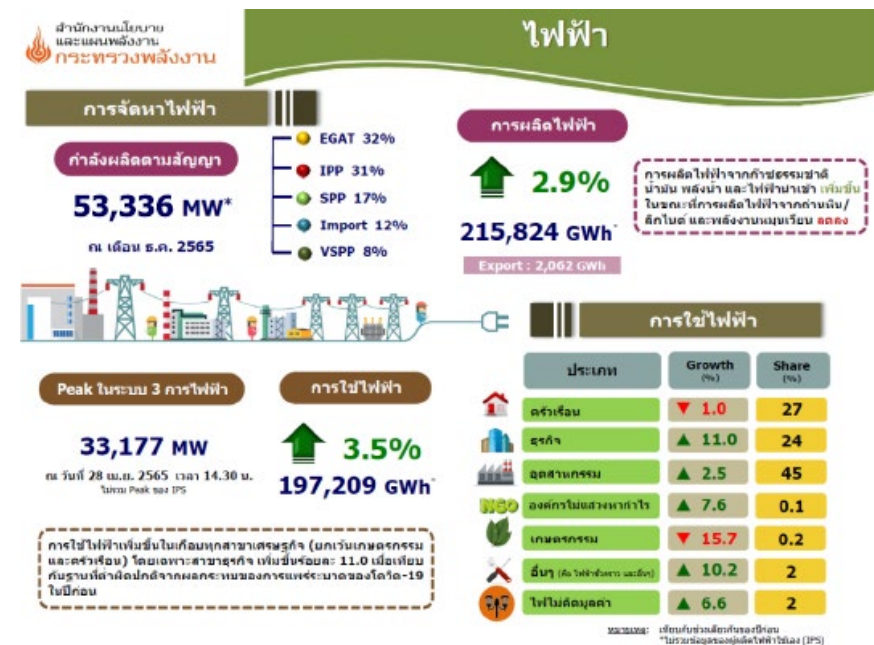 สำนักงานนโยบาย
และแผนพลังงาน
กระทรวงพลังงาน
ไฟฟ้า
การจัดหาไฟฟ้า
กำลังผลิตตามสัญญา
53,336 MW*
ณ เดือน ธ.ค. 2565
EGAT 32%
IPP 31%
SPP 17%
Import 12%
VSPP 8%
การผลิตไฟฟ้า
2.9%
215,824 GWh*
Export : 2,062 GWh
การผลิตไฟฟ้าจากก๊าซธรรมชาติ
น้ำมัน พลังน้ำ และไฟฟ้านำเข้า เพิ่มขึ้น
ในขณะที่การผลิตไฟฟ้าจากถ่านหิน/
ลิกไนต์ และพลังงานหมุนเวียน ลดลง
Peak ในระบบ 3 การไฟฟ้า
33,177 MW
ณ วันที่ 28 เม.ย. 2565 เวลา 14.30 น.
ไม่รวม Peak ของ IPS
การใช้ไฟฟ้า
3.5%
197,209 GWh*
การใช้ไฟฟ้าเพิ่มขึ้นในเกือบทุกสาขาเศรษฐกิจ (ยกเว้นเกษตรกรรม
และครัวเรือน) โดยเฉพาะสาขาธุรกิจ เพิ่มขึ้นร้อยละ 11.0 เมื่อเทียบ
กับฐานที่ต่ำผิดปกติจากผลกระทบของการแพร่ระบาดของโควิด-19
ในปีก่อน
การใช้ไฟฟ้า
ประเภท Growth (%) Share (%)
ครัวเรือน ▼ 1.0 27
ธุรกิจ ▲ 11.0 24
อุตสาหกรรม ▲ 2.5 45
NGO องค์กรไม่แสวงหากำไร ▲ 7.6 0.1
เกษตรกรรม ▼ 15.7 0.2
อื่นๆ (คือ ไฟฟ้าชั่วคราว และอื่นๆ) ▲ 10.2 2
ไฟไม่คิดมูลค่า ▲ 6.6 2
หมายเหตุ: เทียบกับช่วงเดียวกันของปีก่อน
*ไม่รวมข้อมูลของผู้ผลิตไฟฟ้าใช้เอง (IPS)